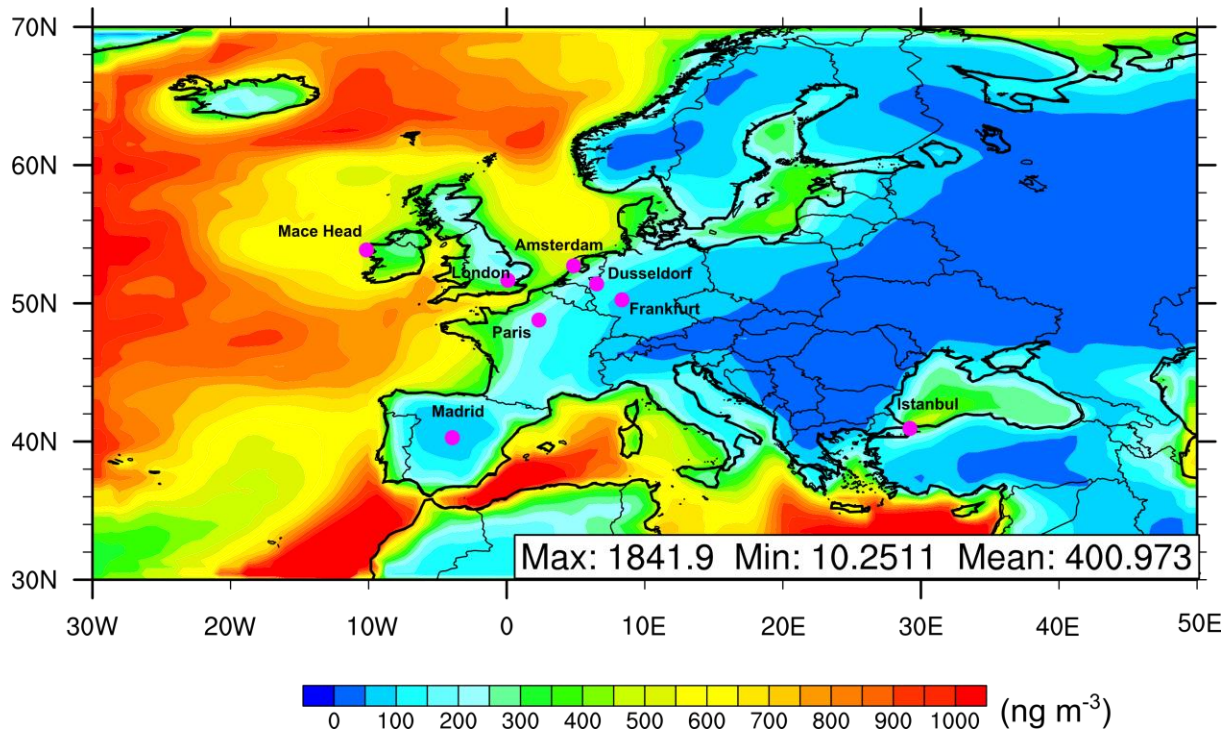 70N
60N
Mace Head
Amsterdam
London
Dusseldorf
50N
Frankfurt
Paris
Madrid
Istanbul
40N
Max: 1841.9 Min: 10.2511 Mean: 400.973
30N
30W 20W 10W 0 10E 20E 30E 40E 50E
0 100 200 300 400 500 600 700 800 900 1000 (ng m⁻³)